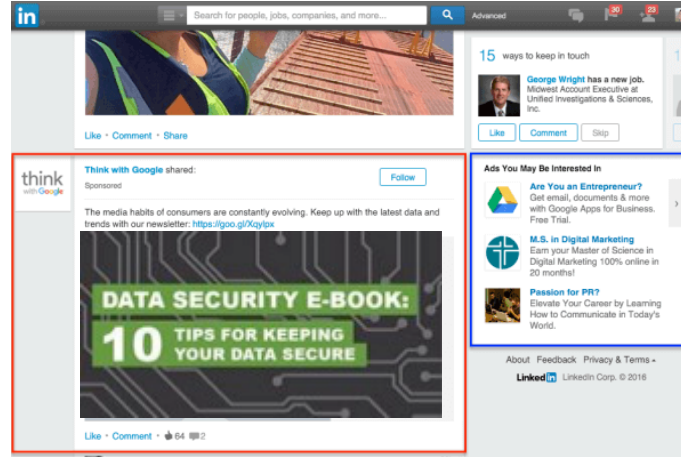 in
Search for people, jobs, companies, and more...
Advanced
30
23
Like • Comment • Share
15 ways to keep in touch
George Wright has a new job.
Midwest Account Executive at
Unified Investigations & Sciences,
Inc.
Like
Comment
Skip
think
with Google
Think with Google shared:
Sponsored
Follow
The media habits of consumers are constantly evolving. Keep up with the latest data and
trends with our newsletter: https://goo.gl/Xqylpx
DATA SECURITY E-BOOK:
10 TIPS FOR KEEPING
YOUR DATA SECURE
Like • Comment • 64 2
Ads You May Be Interested In
Are You an Entrepreneur?
Get email, documents & more
with Google Apps for Business.
Free Trial.
M.S. in Digital Marketing
Earn your Master of Science in
Digital Marketing 100% online in
20 months!
Passion for PR?
Elevate Your Career by Learning
How to Communicate in Today's
World.
About Feedback Privacy & Terms
Linked in LinkedIn Corp. © 2016